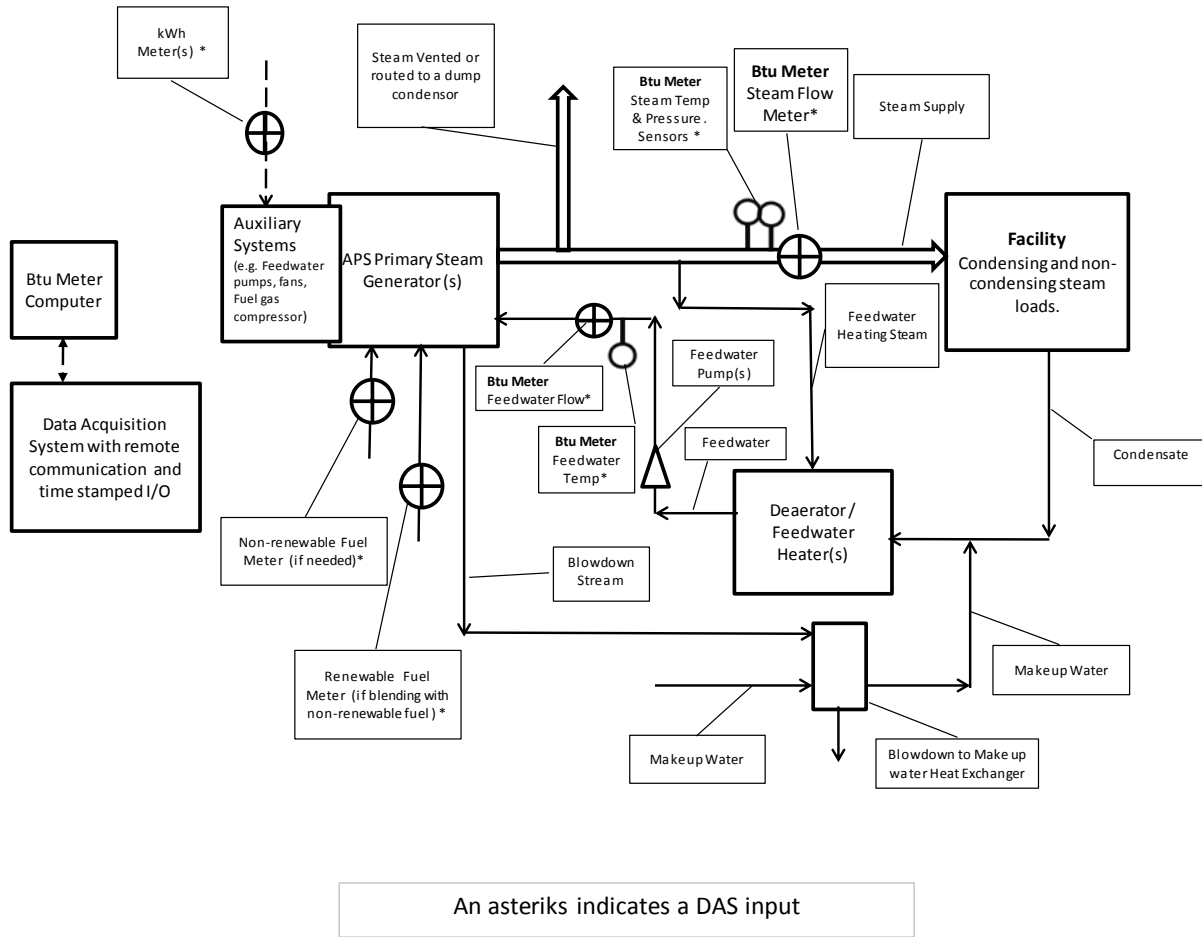 kWh
Meter(s) *
Steam Vented or
routed to a dump
condensor
Btu Meter
Steam Temp
& Pressure .
Sensors *
Btu Meter
Steam Flow
Meter*
Steam Supply
Auxiliary
Systems
(e.g. Feedwater
pumps, fans,
Fuel gas
compressor)
APS Primary Steam
Generator(s)
Facility
Condensing and non-
condensing steam
loads.
Btu Meter
Computer
Data Acquisition
System with remote
communication and
time stamped I/O
Feedwater
Heating Steam
Feedwater
Pump(s)
Btu Meter
Feedwater Flow*
Btu Meter
Feedwater
Temp*
Feedwater
Condensate
Deaerator /
Feedwater
Heater(s)
Non-renewable Fuel
Meter (if needed)*
Blowdown
Stream
Renewable Fuel
Meter (if blending with
non-renewable fuel ) *
Makeup Water
Makeup Water
Blowdown to Make up
water Heat Exchanger
An asteriks indicates a DAS input